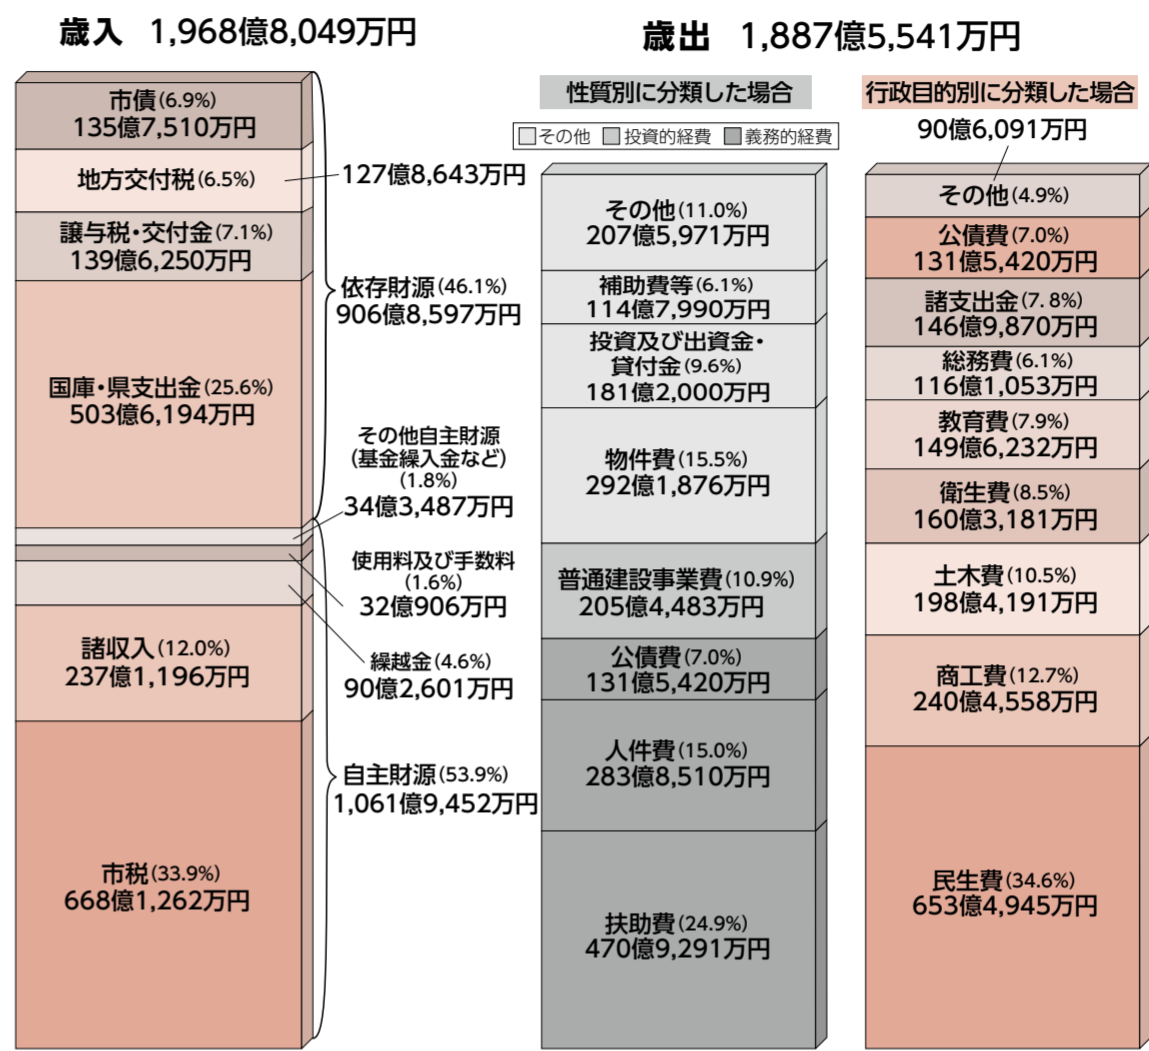 歳入 1,968億8,049万円
市債(6.9%)
135億7,510万円
地方交付税(6.5%)
127億8,643万円
譲与税・交付金(7.1%)
139億6,250万円
国庫・県支出金(25.6%)
503億6,194万円
依存財源(46.1%)
906億8,597万円
その他自主財源
(基金繰入金など)
(1.8%)
34億3,487万円
使用料及び手数料
(1.6%)
32億906万円
繰越金(4.6%)
90億2,601万円
諸収入(12.0%)
237億1,196万円
自主財源(53.9%)
1,061億9,452万円
市税(33.9%)
668億1,262万円
歳出 1,887億5,541万円
性質別に分類した場合
その他 投資的経費 義務的経費
その他(11.0%)
207億5,971万円
補助費等(6.1%)
114億7,990万円
投資及び出資金・
貸付金(9.6%)
181億2,000万円
物件費(15.5%)
292億1,876万円
普通建設事業費(10.9%)
205億4,483万円
公債費(7.0%)
131億5,420万円
人件費(15.0%)
283億8,510万円
扶助費(24.9%)
470億9,291万円
行政目的別に分類した場合
90億6,091万円
その他(4.9%)
公債費(7.0%)
131億5,420万円
諸支出金(7.8%)
146億9,870万円
総務費(6.1%)
116億1,053万円
教育費(7.9%)
149億6,232万円
衛生費(8.5%)
160億3,181万円
土木費(10.5%)
198億4,191万円
商工費(12.7%)
240億4,558万円
民生費(34.6%)
653億4,945万円